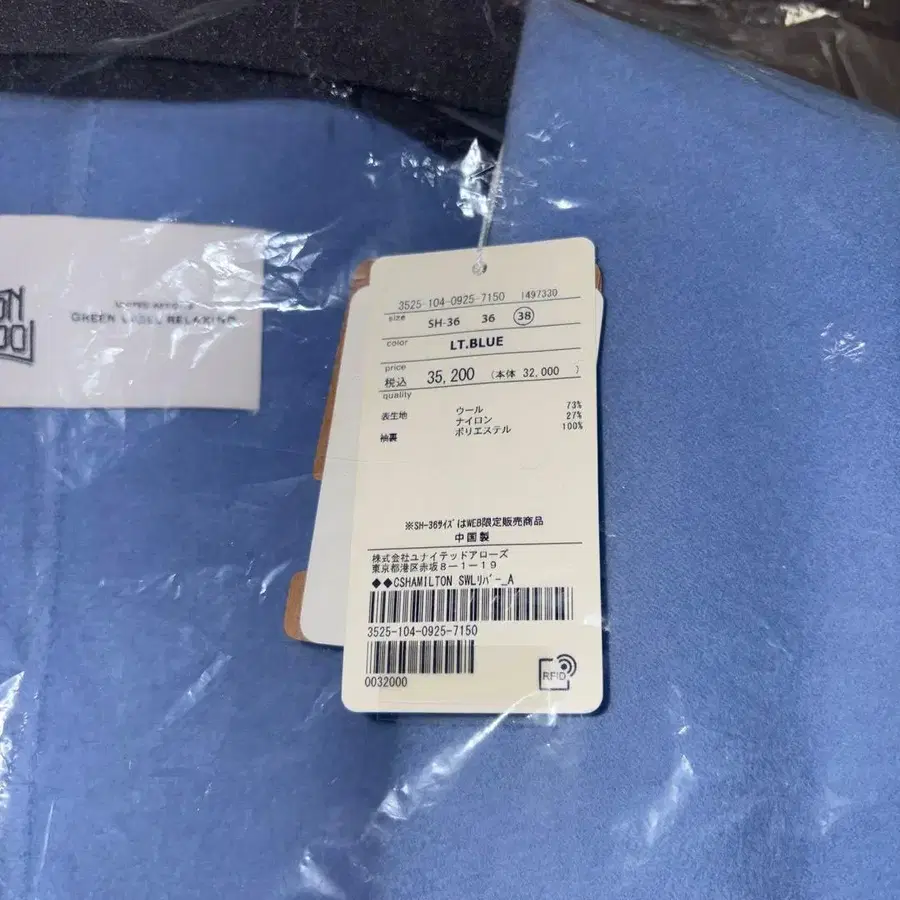 GREEN LABEL RELAXING
3525-104-0925-7150 1497330
size SH-36 36 38
color LT.BLUE
price
税込 35,200 (本体 32,000 )
quality
表生地 ウール 73%
ナイロン 27%
袖裏 ポリエステル 100%
※SH-36ｻｲｽﾞはWEB限定販売商品
中国製
株式会社ユナイテッドアローズ
東京都港区赤坂8-1-19
◆◆CSHAMILTON SWLﾘﾊﾞｰ_A
3525-104-0925-7150
0032000
RFID